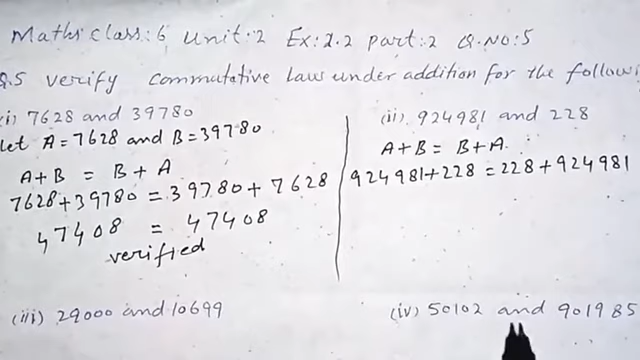 Maths class:6 Unit:2 Ex:2.2 part:2 Q.NO:5
Q.5 verify commutative law under addition for the followi
(i) 7628 and 39780
let A=7628 and B=39780
A+B = B+A
7628+39780 = 39780+7628
47408 = 47408
verified
(ii) 924981 and 228
A+B = B+A.
924981+228 = 228+924981
(iii) 29000 and 10699
(iv) 50102 and 901985